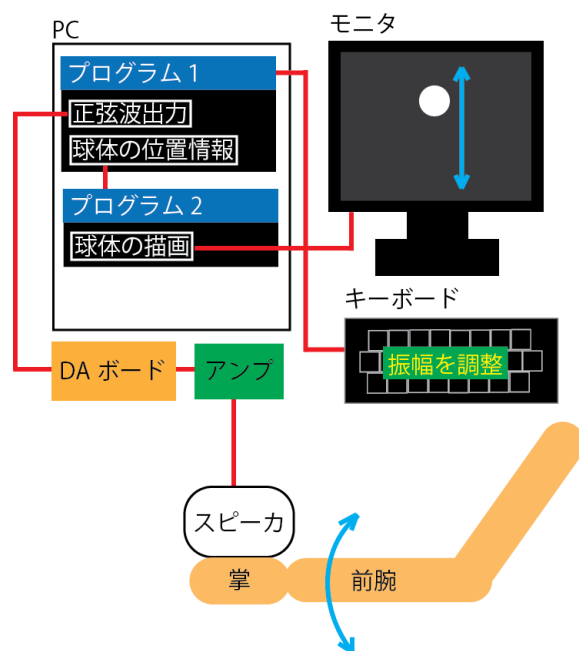 PC
プログラム 1
正弦波出力
球体の位置情報
プログラム 2
球体の描画
モニタ
キーボード
振幅を調整
DA ボード
アンプ
スピーカ
掌
前腕